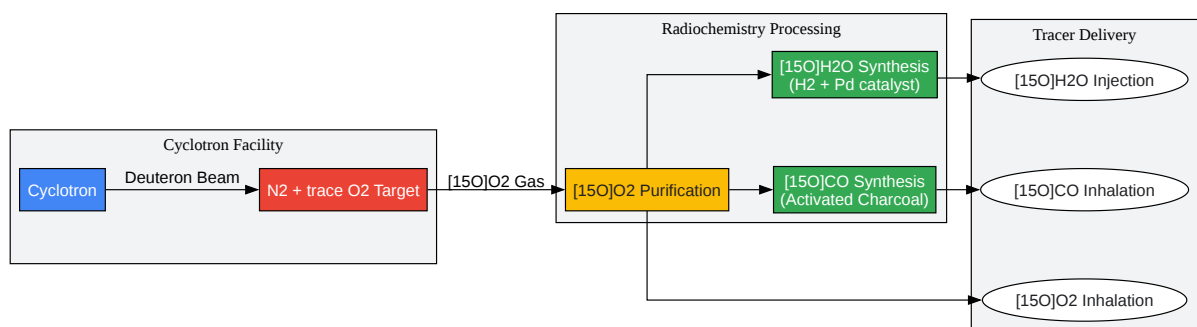 Radiochemistry Processing
Tracer Delivery
[15O]H2O Synthesis
(H2 + Pd catalyst)
[15O]H2O Injection
Cyclotron Facility
Cyclotron
Deuteron Beam
N2 + trace O2 Target
[15O]O2 Gas
[15O]O2 Purification
[15O]CO Synthesis
(Activated Charcoal)
[15O]CO Inhalation
[15O]O2 Inhalation